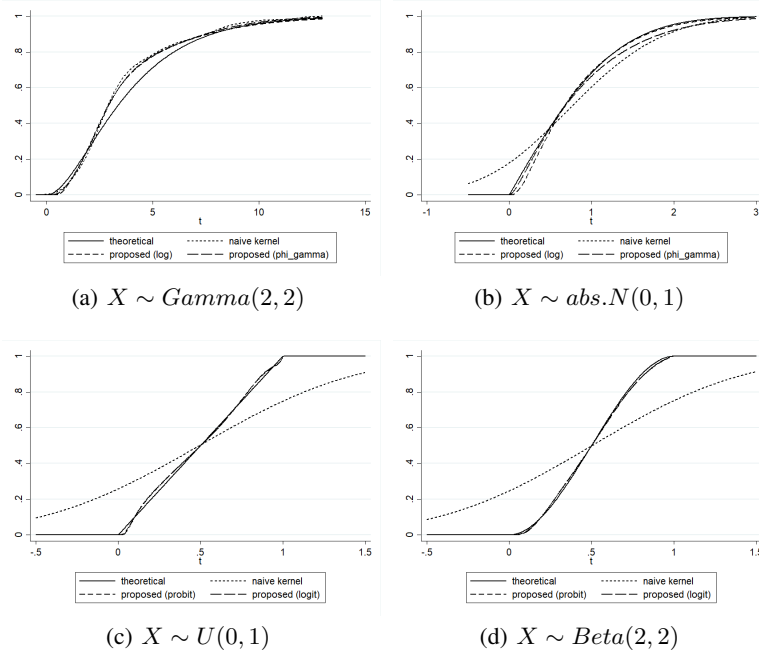 1
.8
.6
.4
.2
0
0
5
10
15
t
theoretical
naive kernel
proposed (log)
proposed (phi_gamma)
(a) X ∼ Gamma(2, 2)
1
.8
.6
.4
.2
0
-1
0
1
2
3
t
theoretical
naive kernel
proposed (log)
proposed (phi_gamma)
(b) X ∼ abs.N(0, 1)
1
.8
.6
.4
.2
0
-.5
0
.5
1
1.5
t
theoretical
naive kernel
proposed (probit)
proposed (logit)
(c) X ∼ U(0, 1)
1
.8
.6
.4
.2
0
-.5
0
.5
1
1.5
t
theoretical
naive kernel
proposed (probit)
proposed (logit)
(d) X ∼ Beta(2, 2)